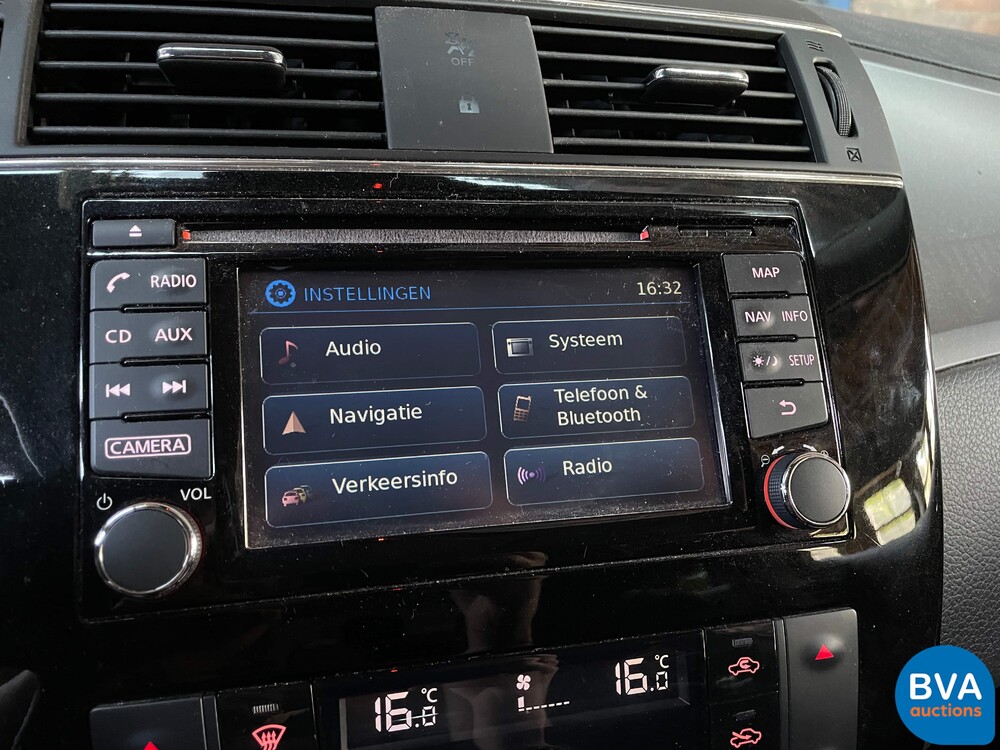 OFF
RADIO
CD AUX
CAMERA
VOL
INSTELLINGEN 16:32
Audio
Systeem
Navigatie
Telefoon &
Bluetooth
Verkeersinfo
Radio
MAP
NAV INFO
SETUP
16.0 °C
16.0 °C
BVA
auctions